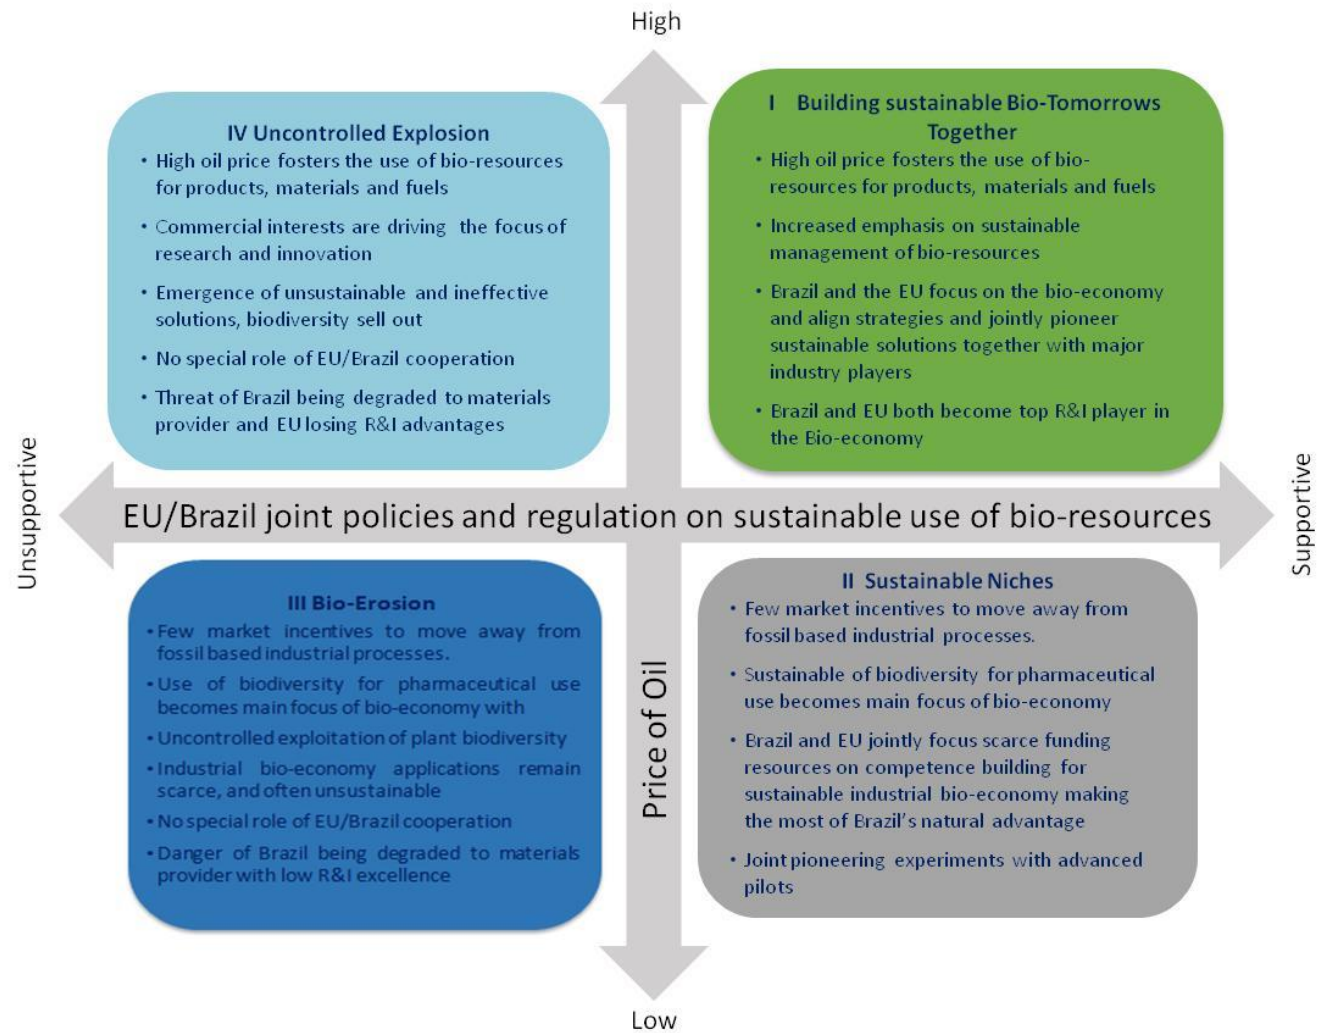 High
IV Uncontrolled Explosion
• High oil price fosters the use of bio-resources
for products, materials and fuels
• Commercial interests are driving the focus of
research and innovation
• Emergence of unsustainable and ineffective
solutions, biodiversity sell out
• No special role of EU/Brazil cooperation
• Threat of Brazil being degraded to materials
provider and EU losing R&I advantages
I Building sustainable Bio-Tomorrows
Together
• High oil price fosters the use of bio-
resources for products, materials and fuels
• Increased emphasis on sustainable
management of bio-resources
• Brazil and the EU focus on the bio-economy
and align strategies and jointly pioneer
sustainable solutions together with major
industry players
• Brazil and EU both become top R&I player in
the Bio-economy
Unsupportive
EU/Brazil joint policies and regulation on sustainable use of bio-resources
Supportive
III Bio-Erosion
• Few market incentives to move away from
fossil based industrial processes.
• Use of biodiversity for pharmaceutical use
becomes main focus of bio-economy with
• Uncontrolled exploitation of plant biodiversity
• Industrial bio-economy applications remain
scarce, and often unsustainable
• No special role of EU/Brazil cooperation
• Danger of Brazil being degraded to materials
provider with low R&I excellence
Price of Oil
II Sustainable Niches
• Few market incentives to move away from
fossil based industrial processes.
• Sustainable of biodiversity for pharmaceutical
use becomes main focus of bio-economy
• Brazil and EU jointly focus scarce funding
resources on competence building for
sustainable industrial bio-economy making
the most of Brazil's natural advantage
• Joint pioneering experiments with advanced
pilots
Low